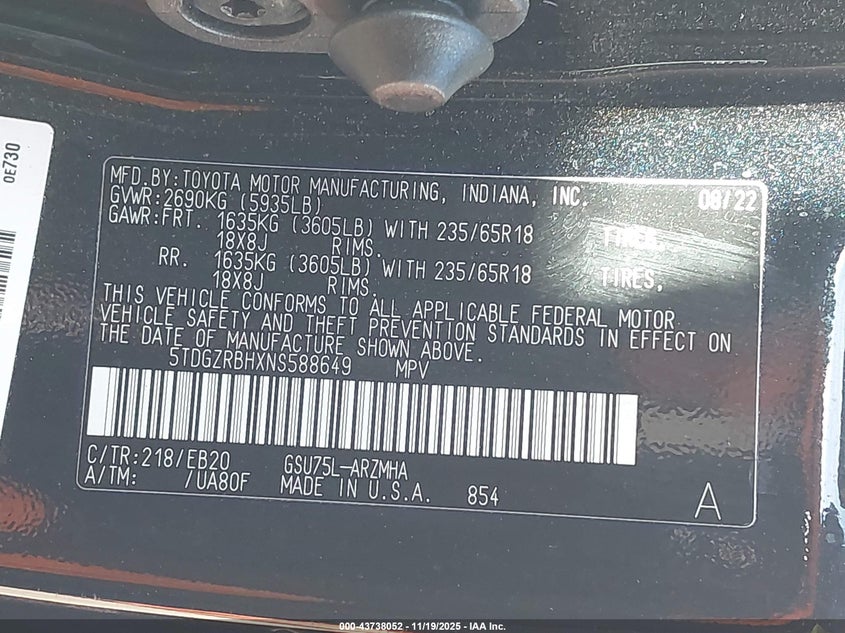 0E730
MFD.BY:TOYOTA MOTOR MANUFACTURING, INDIANA, INC. 08/22
GVWR:2690KG (5935LB)
GAWR:FRT. 1635KG (3605LB) WITH 235/65R18 TIRES,
18X8J RIMS.
RR. 1635KG (3605LB) WITH 235/65R18 TIRES,
18X8J RIMS.
THIS VEHICLE CONFORMS TO ALL APPLICABLE FEDERAL MOTOR
VEHICLE SAFETY AND THEFT PREVENTION STANDARDS IN EFFECT ON
THE DATE OF MANUFACTURE SHOWN ABOVE.
5TDGZRBHXNS588649 MPV
C/TR:218/EB20 GSU75L-ARZMHA
A/TM: /UA80F MADE IN U.S.A. 854 A
000-43738052 - 11/19/2025 - IAA Inc.